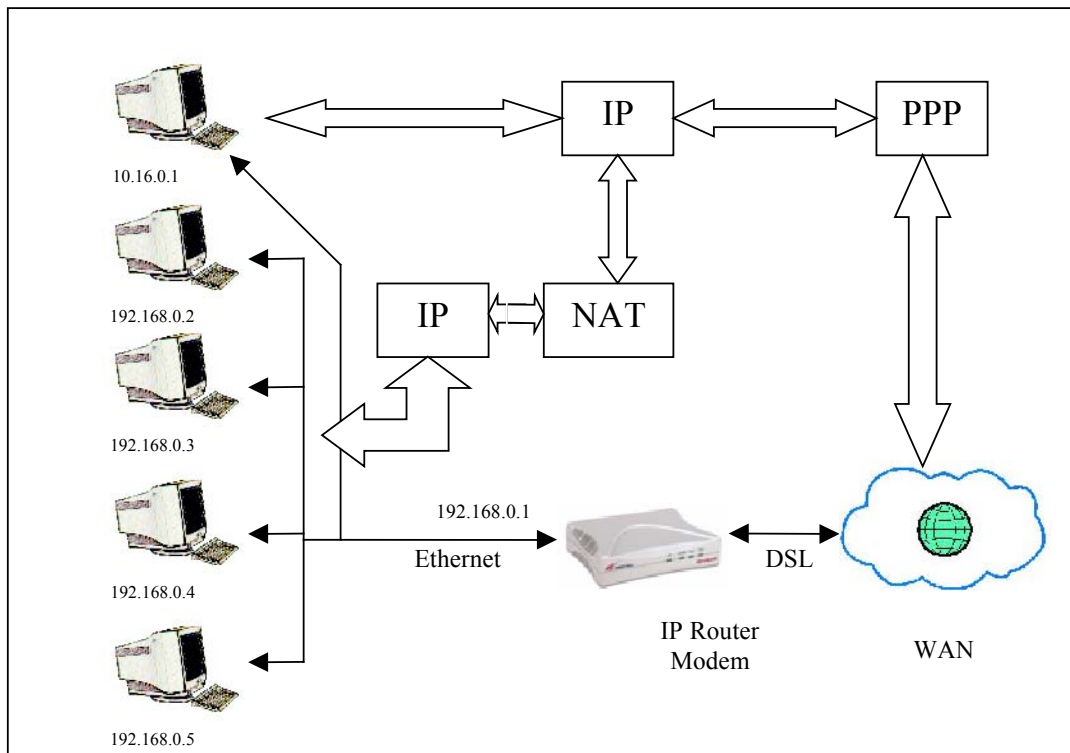 IP
PPP
10.16.0.1
192.168.0.2
IP
NAT
192.168.0.3
192.168.0.1
Ethernet
DSL
192.168.0.4
IP Router
Modem
WAN
192.168.0.5